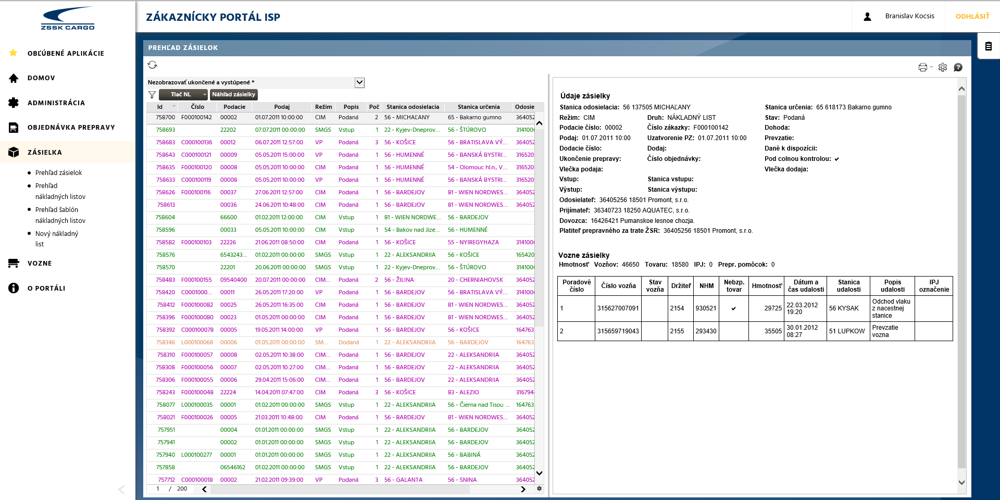 ZSSK CARGO
ZÁKAZNÍCKY PORTÁL ISP
Branislav Kocsis
ODHLÁSIŤ
OBĽÚBENÉ APLIKÁCIE
DOMOV
ADMINISTRÁCIA
OBJEDNÁVKA PREPRAVY
ZÁSIELKA
Prehľad zásielok
Prehľad
nákladných listov
Prehľad šablón
nákladných listov
Nový nákladný
list
VOZNE
O PORTÁLI
PREHĽAD ZÁSIELOK
Nezobrazovať ukončené a vystúpené *
Tlač NL Náhľad zásielky
Id Číslo Podacie Podaj Režim Popis Poč Stanica odosielacia Stanica určenia Odosie
758700 F000100142 00002 01.07.2011 10:00:00 CIM Podaná 2 56 - MICHAĽANY 65 - Bakarno gumno 364052
758693 22202 07.07.2011 00:00:00 SMGS Vstup 1 22 - Kyjev-Dneprov... 56 - ŠTÚROVO 314100
758683 C000100136 00012 06.07.2011 12:57:00 VP Podaná 3 56 - KOŠICE 56 - BRATISLAVA VÝ... 364052
758643 C000100121 00009 05.05.2011 15:00:00 VP Podaná 1 56 - HUMENNÉ 56 - BANSKÁ BYSTRI... 316520
758635 F000100120 00008 05.05.2011 10:00:00 CIM Podaná 1 56 - HUMENNÉ 54 - Olomouc hl.n., V... 316520
758633 C000100119 00008 05.05.2011 10:00:00 VP Podaná 1 56 - HUMENNÉ 56 - BANSKÁ BYSTRI... 316520
758626 F000100116 00037 27.06.2011 12:57:00 CIM Podaná 1 56 - BARDEJOV 81 - WIEN NORDWES... 364052
758613 00036 24.06.2011 10:48:00 CIM Podaná 1 56 - BARDEJOV 81 - WIEN NORDWES... 364052
758604 66600 01.02.2011 12:00:00 CIM Vstup 1 81 - WIEN NORDWE... 56 - BARDEJOV
758596 00033 05.05.2011 10:00:00 CIM Vstup 1 54 - Bakov nad Jize... 56 - HUMENNÉ
758582 F000100103 22226 21.06.2011 08:50:00 CIM Podaná 1 56 - KOŠICE 55 - NYIREGYHAZA 314100
758576 6543243... 01.02.2011 00:00:00 SMGS Vstup 1 22 - ALEKSANDRIIA 56 - KOŠICE 165420
758570 22201 20.06.2011 00:00:00 SMGS Vstup 1 22 - Kyjev-Dneprov... 56 - ŠTÚROVO 314100
758483 F000100155 09540400 20.07.2011 00:00:00 CIM... Podaná 2 56 - ŽILINA 20 - CHERNIAHOVSK 364052
758420 C0001000... 00011 26.05.2011 17:20:00 VP Podaná 1 56 - BARDEJOV 56 - BRATISLAVA VÝ... 314100
758412 F000100082 00025 26.05.2011 16:35:00 CIM Podaná 1 56 - BARDEJOV 81 - WIEN NORDWES... 364052
758396 F000100080 00023 01.05.2011 00:00:00 CIM Podaná 1 56 - BARDEJOV 81 - WIEN NORDWES... 364052
758392 C000100078 00005 19.05.2011 14:00:00 VP Podaná 1 56 - BARDEJOV 56 - KOŠICE 164763
758346 L000100068 00006 01.05.2011 00:00:00 SM... Dodaná 1 22 - ALEKSANDRIIA 56 - BARDEJOV 164763
758310 F000100057 00008 02.05.2011 10:38:00 CIM... Podaná 1 56 - BARDEJOV 22 - ALEKSANDRIIA 364052
758308 F000100056 00007 02.05.2011 10:27:00 CIM... Podaná 1 56 - BARDEJOV 22 - ALEKSANDRIIA 364052
758306 F000100055 00006 29.04.2011 15:06:00 CIM... Podaná 1 56 - BARDEJOV 22 - ALEKSANDRIIA 364052
758243 F000100048 22224 14.04.2011 07:47:00 CIM Podaná 3 56 - KOŠICE 83 - ALEZIO 316794
758077 L000100035 00001 01.02.2011 00:00:00 SMGS Vstup 1 22 - ALEKSANDRIIA 56 - Čierna nad Tisou ... 164763
758021 F000100026 00005 21.03.2011 10:48:00 CIM Podaná 1 56 - BARDEJOV 81 - WIEN NORDWES... 364052
757951 00004 01.01.2011 00:00:00 SMGS Vstup 1 22 - ALEKSANDRIIA 56 - BARDEJOV 364052
757941 00002 01.01.2011 00:00:00 SMGS Vstup 1 22 - ALEKSANDRIIA 56 - BARDEJOV 364052
757940 L000100277 00001 01.01.2011 00:00:00 SMGS Vstup 1 22 - ALEKSANDRIIA 56 - BABINÁ 364052
757858 06546162 01.02.2011 00:00:00 SMGS Vstup 1 22 - ALEKSANDRIIA 56 - BARDEJOV 364052
757712 C000100018 00002 21.02.2011 09:39:00 VP Podaná 3 56 - GALANTA 56 - SNINA 364052
1 / 200
Údaje zásielky
Stanica odosielacia: 56 137505 MICHAĽANY Stanica určenia: 65 618173 Bakarno gumno
Režim: CIM Druh: NÁKLADNÝ LIST Stav: Podaná
Podacie číslo: 00002 Číslo zákazky: F000100142 Dohoda:
Podaj: 01.07.2011 10:00 Uzatvorenie PZ: 01.07.2011 10:00 Prevzatie:
Dodacie číslo: Dodaj: Dané k dispozícii:
Ukončenie prepravy: Číslo objednávky: Pod colnou kontrolou: ✓
Vlečka podaja: Vlečka dodaja:
Vstup: Stanica vstupu:
Výstup: Stanica výstupu:
Odosielateľ: 36405256 18501 Promont, s.r.o.
Prijímateľ: 36340723 18250 AQUATEC, s.r.o.
Dovozca: 16426421 Pumanskoe lesnoe chozja.
Platiteľ prepravného za trate ŽSR: 36405256 18501 Promont, s.r.o.
Vozne zásielky
Hmotnosť Vozňov: 46650 Tovaru: 18580 IPJ: 0 Prepr. pomôcok: 0
Poradové číslo Číslo vozňa Stav vozňa Držiteľ NHM Nebzp. tovar Hmotnosť Dátum a čas udalosti Stanica udalosti Popis udalosti IPJ označenie
1 315627007091 2154 930521 ✓ 29725 22.03.2012 19:20 56 KYSAK Odchod vlaku z nacestnej stanice
2 315659719043 2155 293430 35505 30.01.2012 08:27 51 LUPKOW Prevzatie vozna